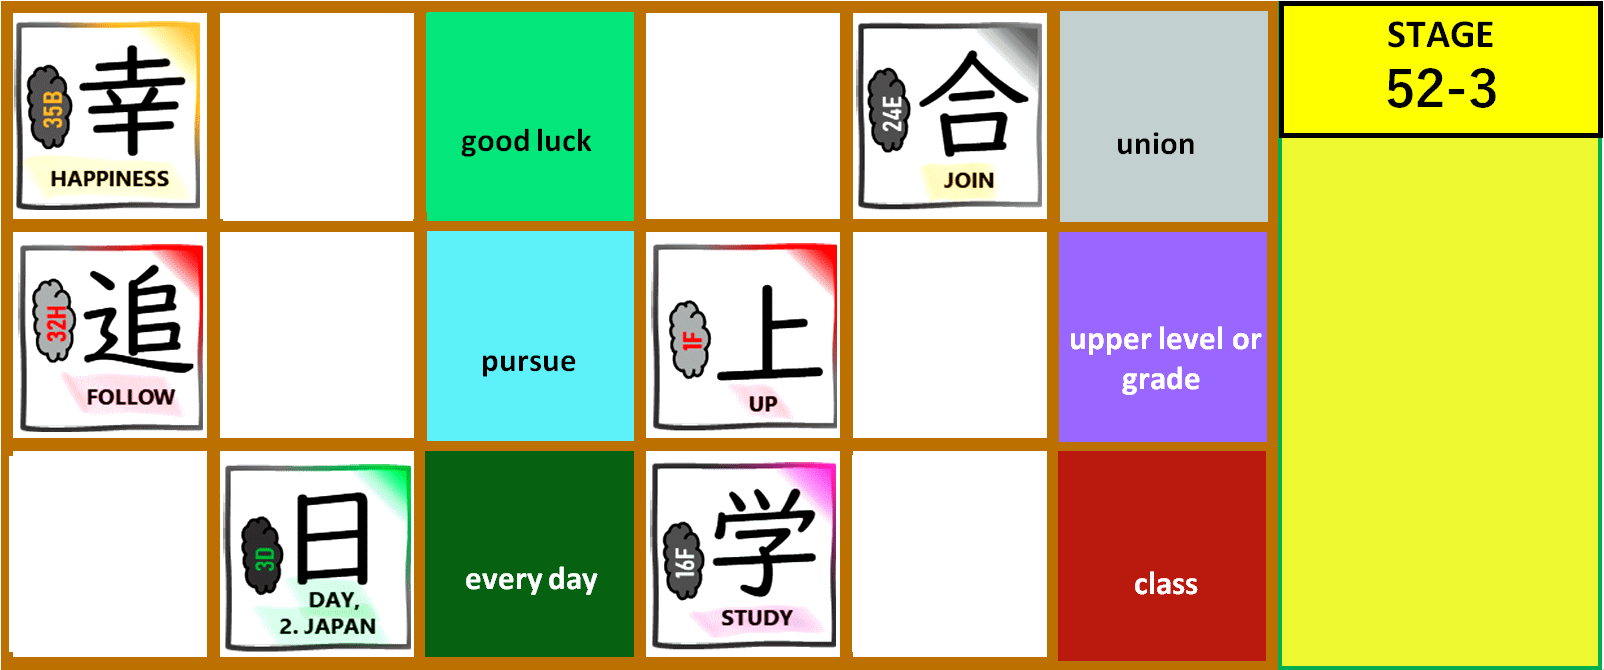 幸
35B
HAPPINESS
good luck
合
24E
JOIN
union
STAGE
52-3
追
32H
FOLLOW
pursue
上
1F
UP
upper level or
grade
日
3D
DAY,
2. JAPAN
every day
学
16F
STUDY
class